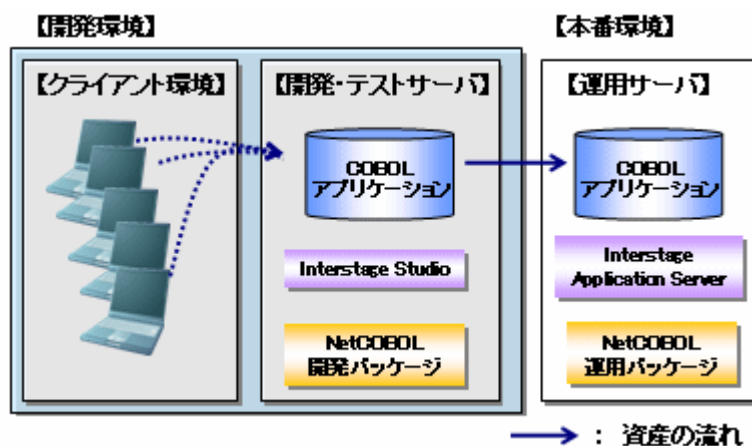 【開発環境】
【本番環境】
【クライアント環境】
【開発・テストサーバ】
【運用サーバ】
COBOL
アプリケーション
COBOL
アプリケーション
Interstage Studio
Interstage
Application Server
NetCOBOL
開発パッケージ
NetCOBOL
運用パッケージ
： 資産の流れ